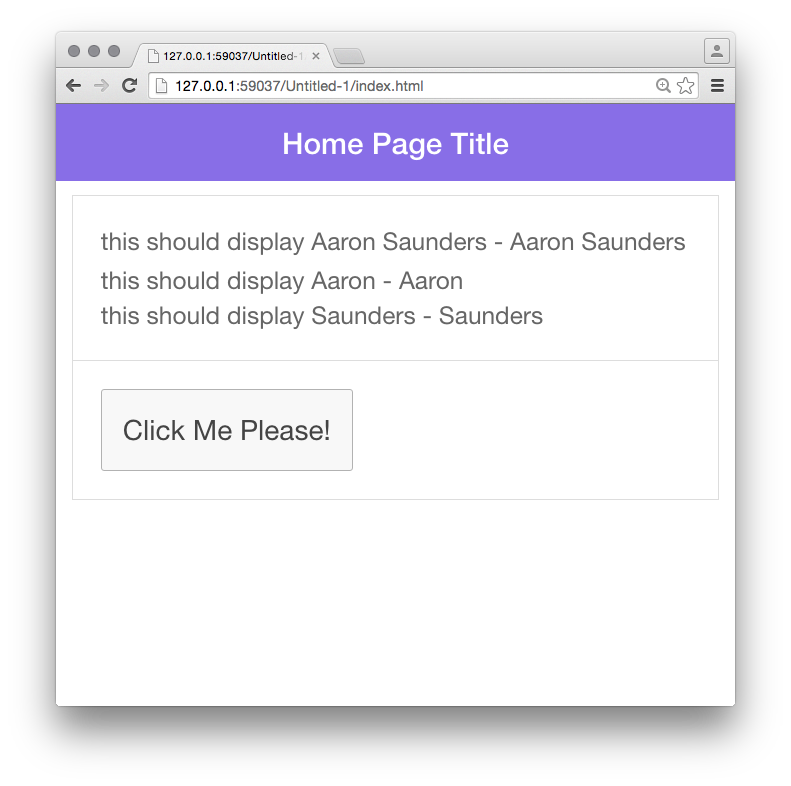 127.0.0.1:59037/Untitled-1
127.0.0.1:59037/Untitled-1/index.html
Home Page Title
this should display Aaron Saunders - Aaron Saunders
this should display Aaron - Aaron
this should display Saunders - Saunders
Click Me Please!